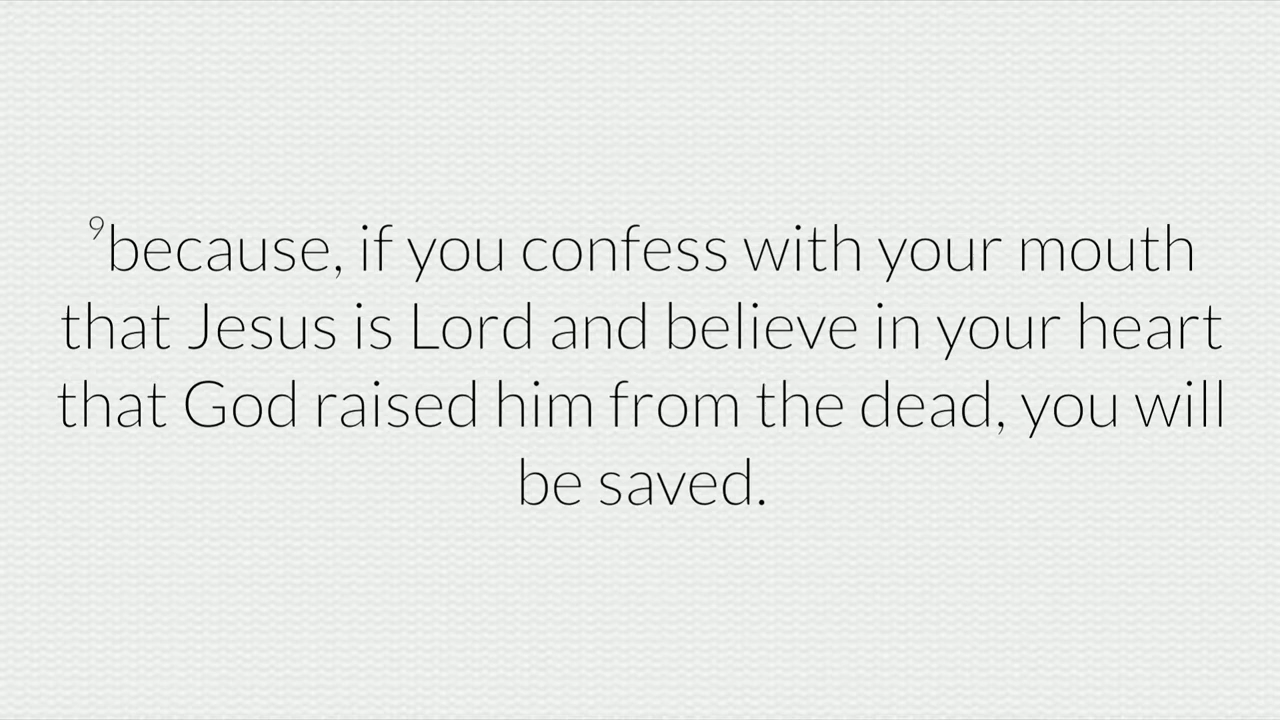 ⁹because, if you confess with your mouth
that Jesus is Lord and believe in your heart
that God raised him from the dead, you will
be saved.